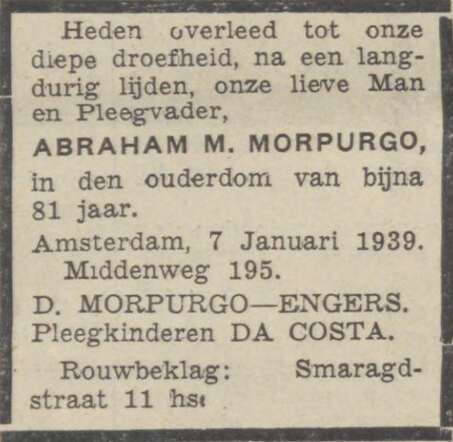 Heden overleed tot onze
diepe droefheid, na een lang-
durig lijden, onze lieve Man
en Pleegvader,
ABRAHAM M. MORPURGO,
in den ouderdom van bijna
81 jaar.
Amsterdam, 7 Januari 1939.
Middenweg 195.
D. MORPURGO—ENGERS.
Pleegkinderen DA COSTA.
Rouwbeklag: Smaragd-
straat 11 hs.